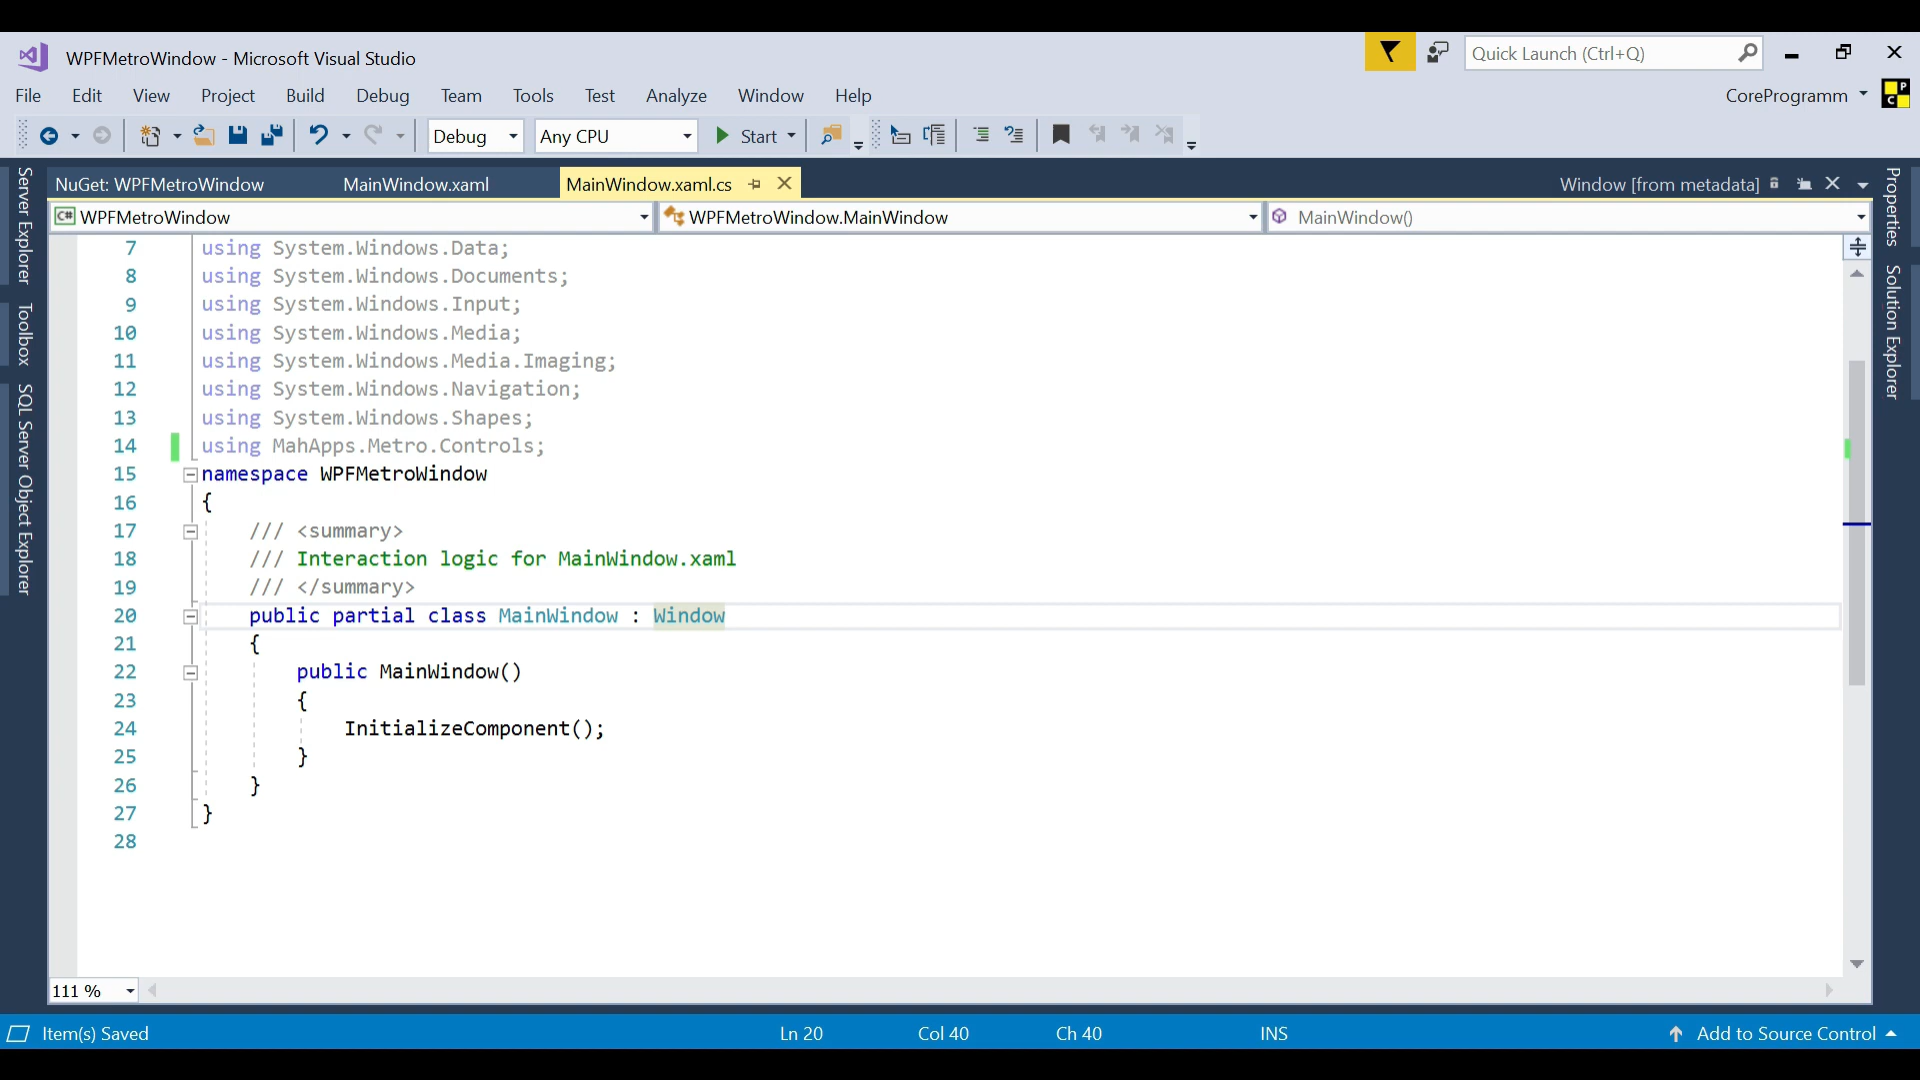 WPFMetroWindow - Microsoft Visual Studio
Quick Launch (Ctrl+Q)
File Edit View Project Build Debug Team Tools Test Analyze Window Help
CoreProgramm
P
C
Debug Any CPU Start
Server Explorer
Toolbox
SQL Server Object Explorer
NuGet: WPFMetroWindow MainWindow.xaml MainWindow.xaml.cs Window [from metadata]
C# WPFMetroWindow WPFMetroWindow.MainWindow MainWindow()
7 using System.Windows.Data;
8 using System.Windows.Documents;
9 using System.Windows.Input;
10 using System.Windows.Media;
11 using System.Windows.Media.Imaging;
12 using System.Windows.Navigation;
13 using System.Windows.Shapes;
14 using MahApps.Metro.Controls;
15 namespace WPFMetroWindow
16 {
17 /// <summary>
18 /// Interaction logic for MainWindow.xaml
19 /// </summary>
20 public partial class MainWindow : Window
21 {
22 public MainWindow()
23 {
24 InitializeComponent();
25 }
26 }
27 }
28
Properties
Solution Explorer
111 %
Item(s) Saved Ln 20 Col 40 Ch 40 INS Add to Source Control